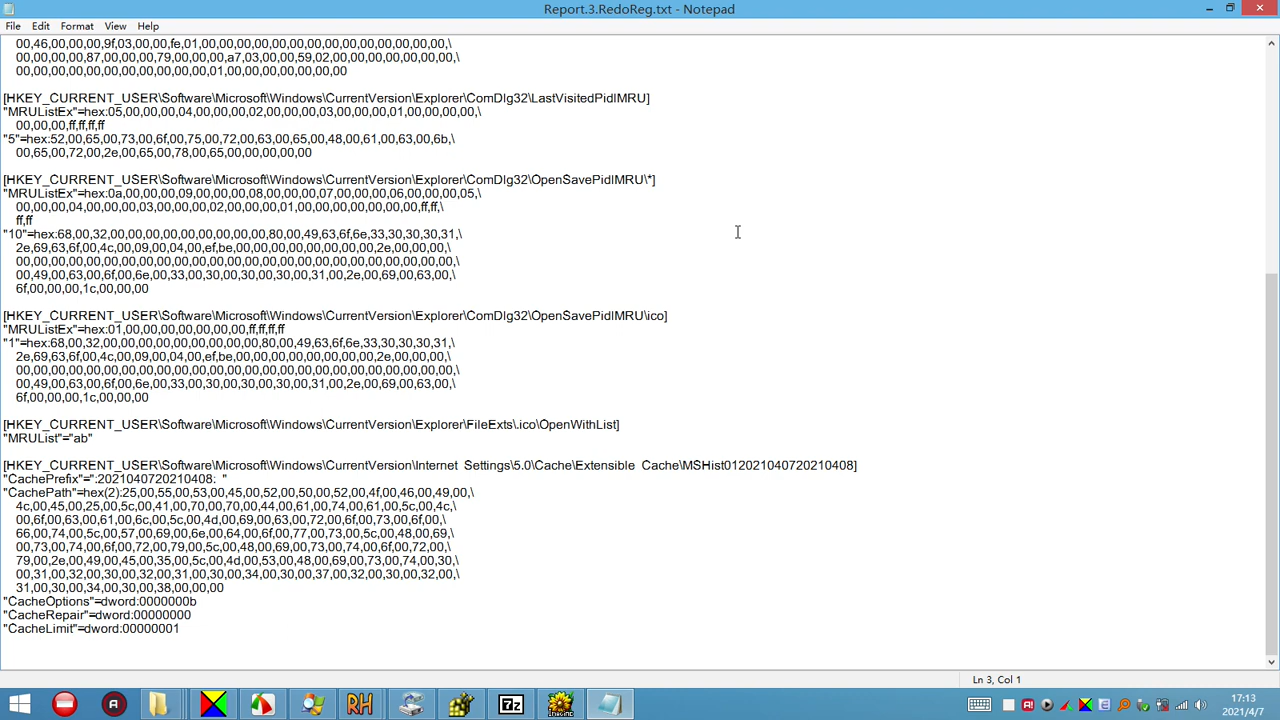 Report.3.RedoReg.txt - Notepad
File Edit Format View Help
00,46,00,00,00,9f,03,00,00,fe,01,00,00,00,00,00,00,00,00,00,00,00,00,00,00,\
00,00,00,00,87,00,00,00,79,00,00,00,a7,03,00,00,59,02,00,00,00,00,00,00,00,\
00,00,00,00,00,00,00,00,00,00,00,01,00,00,00,00,00,00,00
[HKEY_CURRENT_USER\Software\Microsoft\Windows\CurrentVersion\Explorer\ComDlg32\LastVisitedPidlMRU]
"MRUListEx"=hex:05,00,00,00,04,00,00,00,02,00,00,00,03,00,00,00,01,00,00,00,00,\
00,00,00,ff,ff,ff,ff
"5"=hex:52,00,65,00,73,00,6f,00,75,00,72,00,63,00,65,00,48,00,61,00,63,00,6b,\
00,65,00,72,00,2e,00,65,00,78,00,65,00,00,00,00,00
[HKEY_CURRENT_USER\Software\Microsoft\Windows\CurrentVersion\Explorer\ComDlg32\OpenSavePidlMRU\*]
"MRUListEx"=hex:0a,00,00,00,09,00,00,00,08,00,00,00,07,00,00,00,06,00,00,00,05,\
00,00,00,04,00,00,00,03,00,00,00,02,00,00,00,01,00,00,00,00,00,00,00,ff,ff,\
ff,ff
"10"=hex:68,00,32,00,00,00,00,00,00,00,00,00,80,00,49,63,6f,6e,33,30,30,30,31,\
2e,69,63,6f,00,4c,00,09,00,04,00,ef,be,00,00,00,00,00,00,00,00,2e,00,00,00,\
00,00,00,00,00,00,00,00,00,00,00,00,00,00,00,00,00,00,00,00,00,00,00,00,00,\
00,49,00,63,00,6f,00,6e,00,33,00,30,00,30,00,30,00,31,00,2e,00,69,00,63,00,\
6f,00,00,00,1c,00,00,00
[HKEY_CURRENT_USER\Software\Microsoft\Windows\CurrentVersion\Explorer\ComDlg32\OpenSavePidlMRU\ico]
"MRUListEx"=hex:01,00,00,00,00,00,00,00,ff,ff,ff,ff
"1"=hex:68,00,32,00,00,00,00,00,00,00,00,00,80,00,49,63,6f,6e,33,30,30,30,31,\
2e,69,63,6f,00,4c,00,09,00,04,00,ef,be,00,00,00,00,00,00,00,00,2e,00,00,00,\
00,00,00,00,00,00,00,00,00,00,00,00,00,00,00,00,00,00,00,00,00,00,00,00,00,\
00,49,00,63,00,6f,00,6e,00,33,00,30,00,30,00,30,00,31,00,2e,00,69,00,63,00,\
6f,00,00,00,1c,00,00,00
[HKEY_CURRENT_USER\Software\Microsoft\Windows\CurrentVersion\Explorer\FileExts\.ico\OpenWithList]
"MRUList"="ab"
[HKEY_CURRENT_USER\Software\Microsoft\Windows\CurrentVersion\Internet Settings\5.0\Cache\Extensible Cache\MSHist012021040720210408]
"CachePrefix"=":2021040720210408: "
"CachePath"=hex(2):25,00,55,00,53,00,45,00,52,00,50,00,52,00,4f,00,46,00,49,00,\
4c,00,45,00,25,00,5c,00,41,00,70,00,70,00,44,00,61,00,74,00,61,00,5c,00,4c,\
00,6f,00,63,00,61,00,6c,00,5c,00,4d,00,69,00,63,00,72,00,6f,00,73,00,6f,00,\
66,00,74,00,5c,00,57,00,69,00,6e,00,64,00,6f,00,77,00,73,00,5c,00,48,00,69,\
00,73,00,74,00,6f,00,72,00,79,00,5c,00,48,00,69,00,73,00,74,00,6f,00,72,00,\
79,00,2e,00,49,00,45,00,35,00,5c,00,4d,00,53,00,48,00,69,00,73,00,74,00,30,\
00,31,00,32,00,30,00,32,00,31,00,30,00,34,00,30,00,37,00,32,00,30,00,32,00,\
31,00,30,00,34,00,30,00,38,00,00,00
"CacheOptions"=dword:0000000b
"CacheRepair"=dword:00000000
"CacheLimit"=dword:00000001
Ln 3, Col 1
RH
7z
17:13
2021/4/7